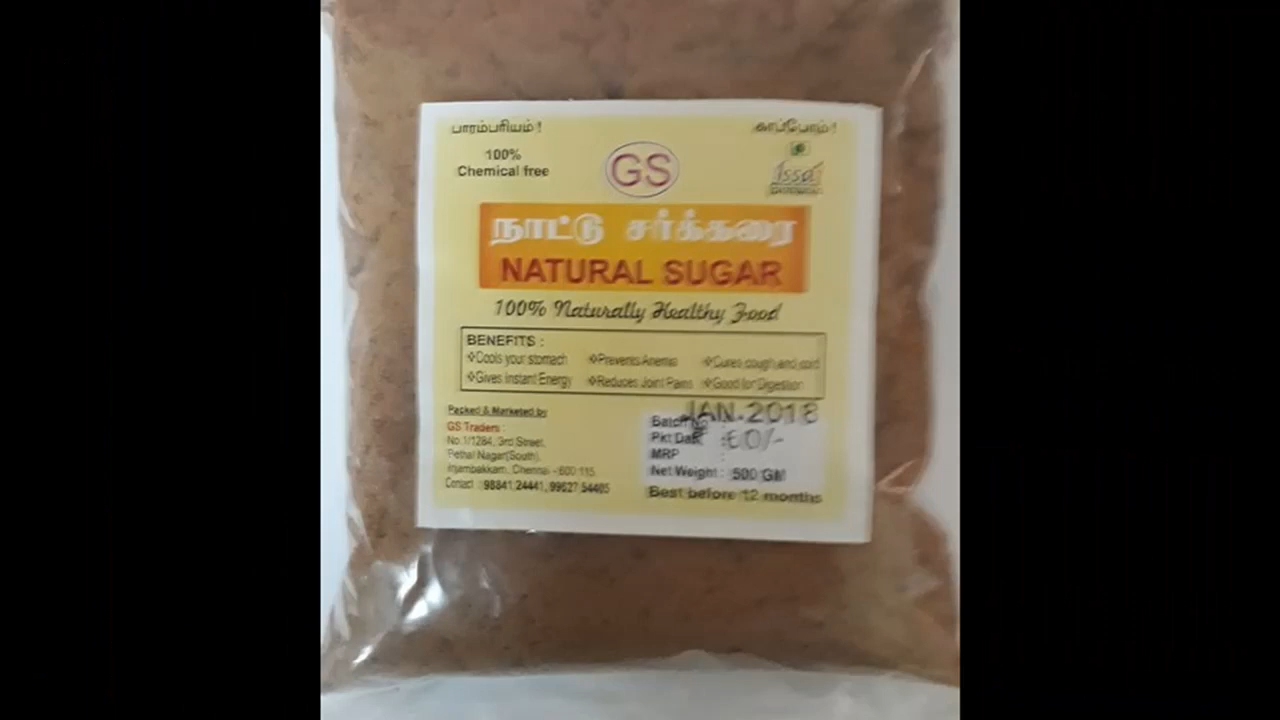 பாரம்பரியம் !
காப்போம் !
100%
Chemical free
GS
fssai
நாட்டு சர்க்கரை
NATURAL SUGAR
100% Naturally Healthy Food
BENEFITS :
❖Cools your stomach ❖Prevents Anemia ❖Cures cough and cold
❖Gives Instant Energy ❖Reduces Joint Pains ❖Good for Digestion
Packed & Marketed by
GS Traders :
No.1/1284, 3rd Street,
Pethal Nagar(South),
Injambakkam, Chennai - 600 115
Contact : 98841 24441, 99627 54405
JAN.2018
Batch No :
Pkt Date : 60/-
MRP :
Net Weight : 500 GM
Best before 12 months